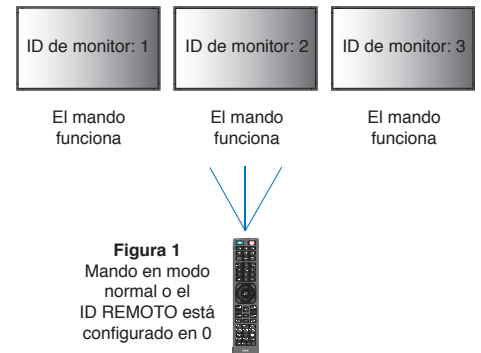 ID de monitor: 1
ID de monitor: 2
ID de monitor: 3
El mando
funciona
El mando
funciona
El mando
funciona
Figura 1
Mando en modo
normal o el
ID REMOTO está
configurado en 0